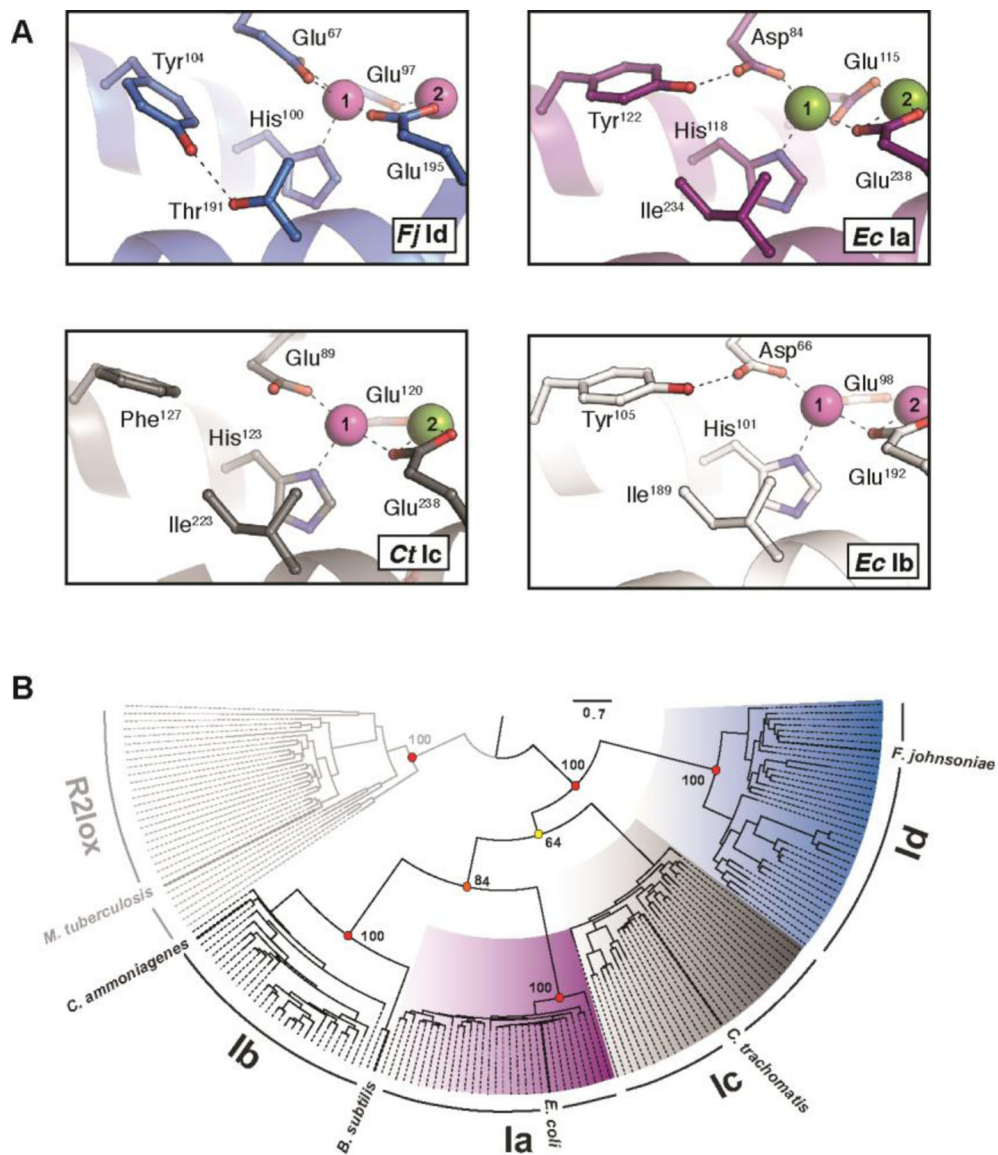 A
Tyr104
Glu67
Glu97
1
2
His100
Thr191
Glu195
Fj Id
Asp84
Glu115
1
2
Tyr122
His118
Ile234
Glu238
Ec Ia
Glu89
Glu120
1
2
Phe127
His123
Ile223
Glu238
Ct Ic
Asp66
Glu98
1
2
Tyr105
His101
Ile189
Glu192
Ec Ib
B
0.7
100
100
100
64
84
100
100
R2lox
M. tuberculosis
C. ammoniagenes
Ib
B. subtilis
Ia
E. coli
Ic
C. trachomatis
Id
F. johnsoniae